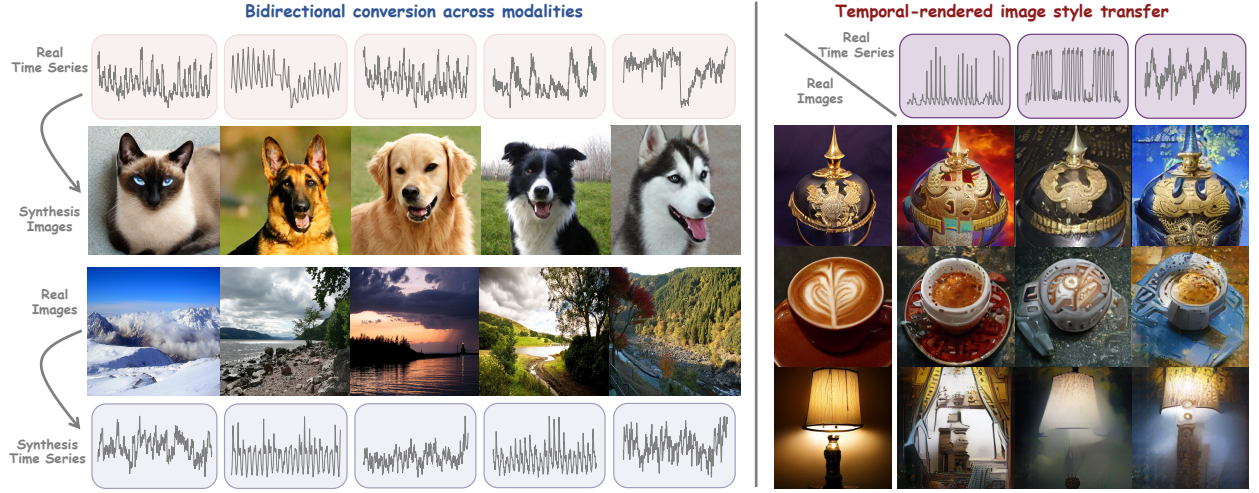 Bidirectional conversion across modalities
Real
Time Series
Synthesis
Images
Real
Images
Synthesis
Time Series
Temporal-rendered image style transfer
Real
Time Series
Real
Images